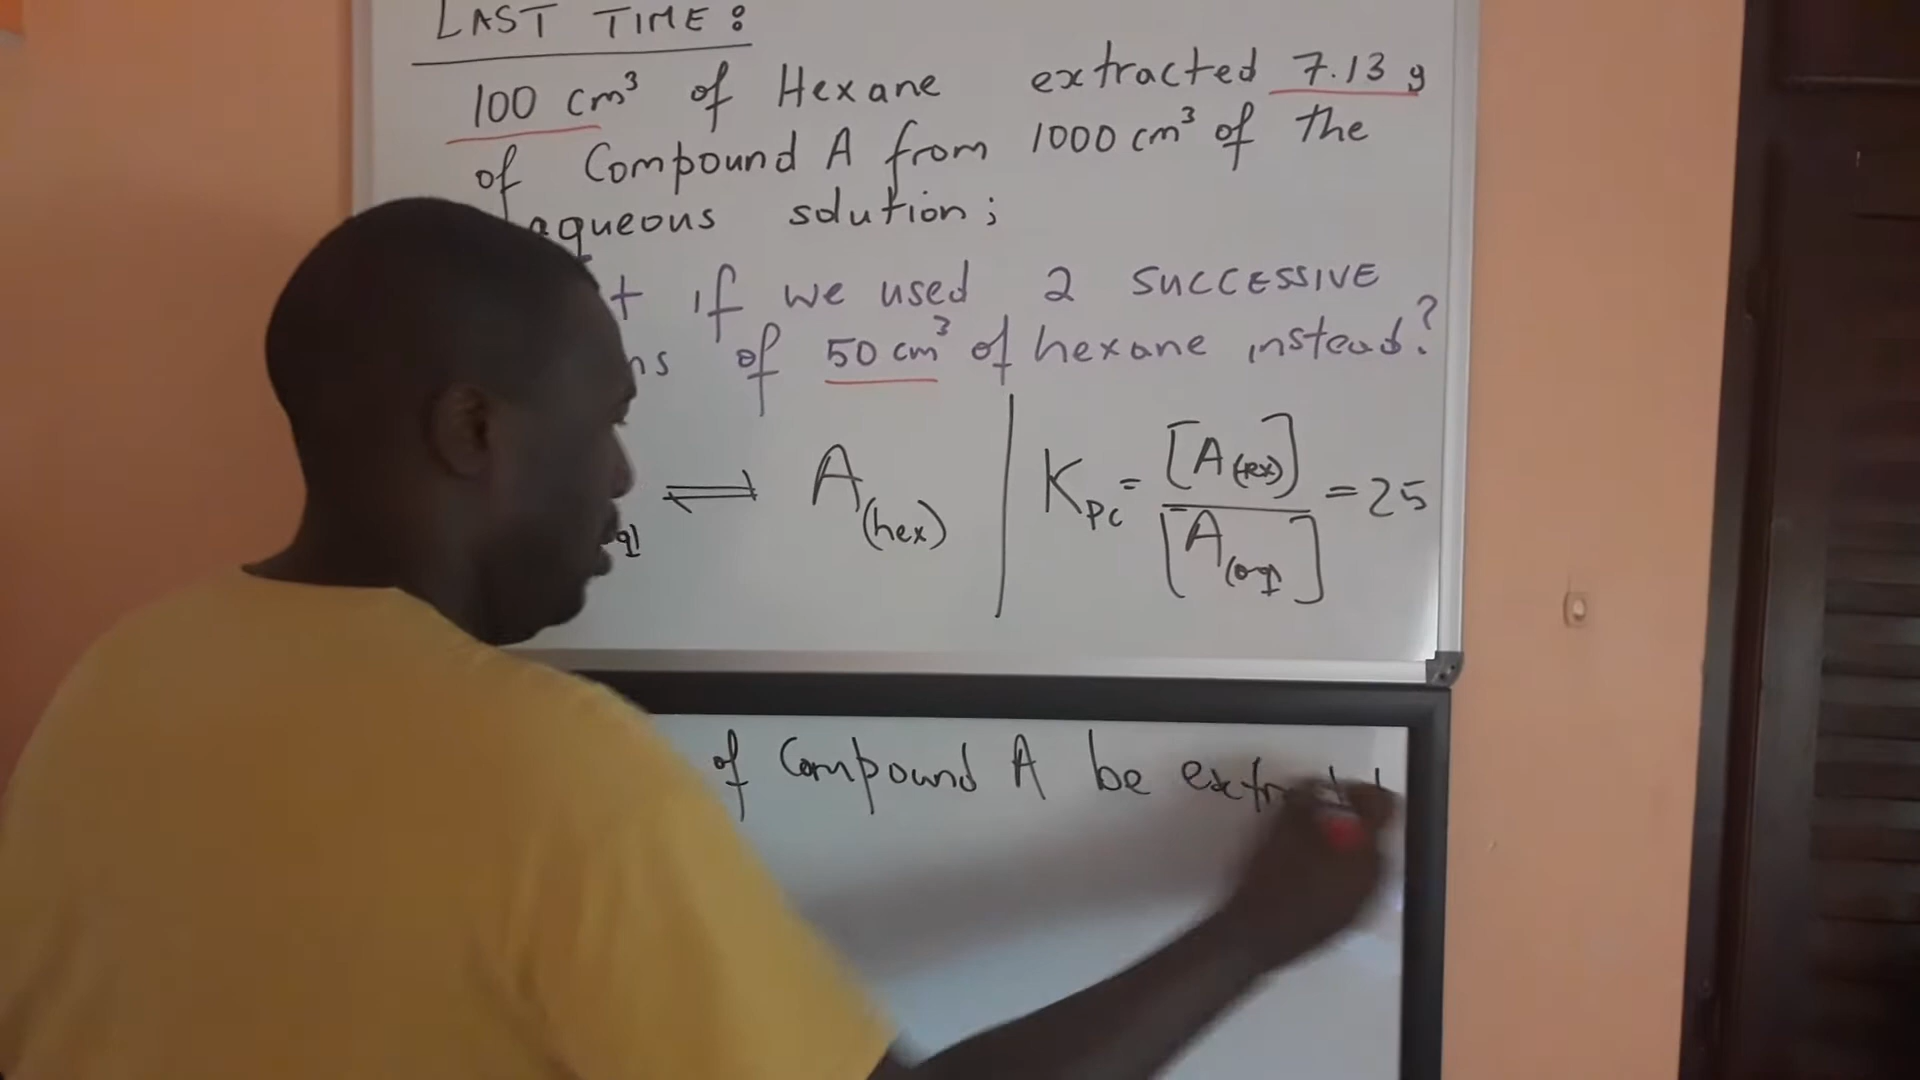 LAST TIME:
100 cm³ of Hexane extracted 7.13 g
of Compound A from 1000 cm³ of the
aqueous solution;
if we used 2 SUCCESSIVE
of 50 cm³ of hexane instead?
⇌ A(hex) | Kpc = [A(hex)] / [A(aq)] = 25
of Compound A be